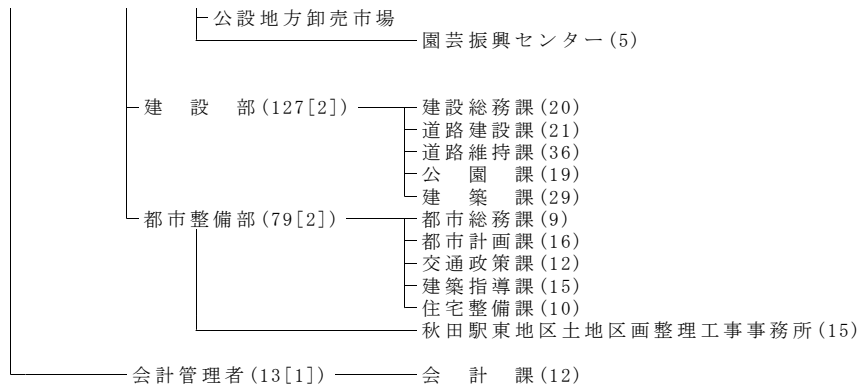 公設地方卸売市場
園芸振興センター(5)
建設部(127[2]) 建設総務課(20)
道路建設課(21)
道路維持課(36)
公園課(19)
建築課(29)
都市整備部(79[2]) 都市総務課(9)
都市計画課(16)
交通政策課(12)
建築指導課(15)
住宅整備課(10)
秋田駅東地区土地区画整理工事事務所(15)
会計管理者(13[1]) 会計課(12)